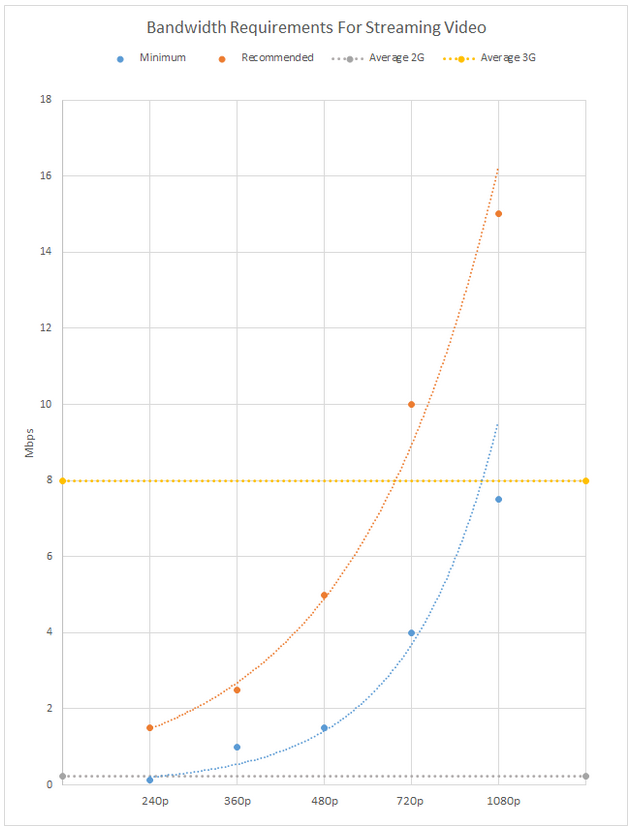 Bandwidth Requirements For Streaming Video
Minimum Recommended Average 2G Average 3G
18
16
14
12
10
Mbps
8
6
4
2
0
240p 360p 480p 720p 1080p